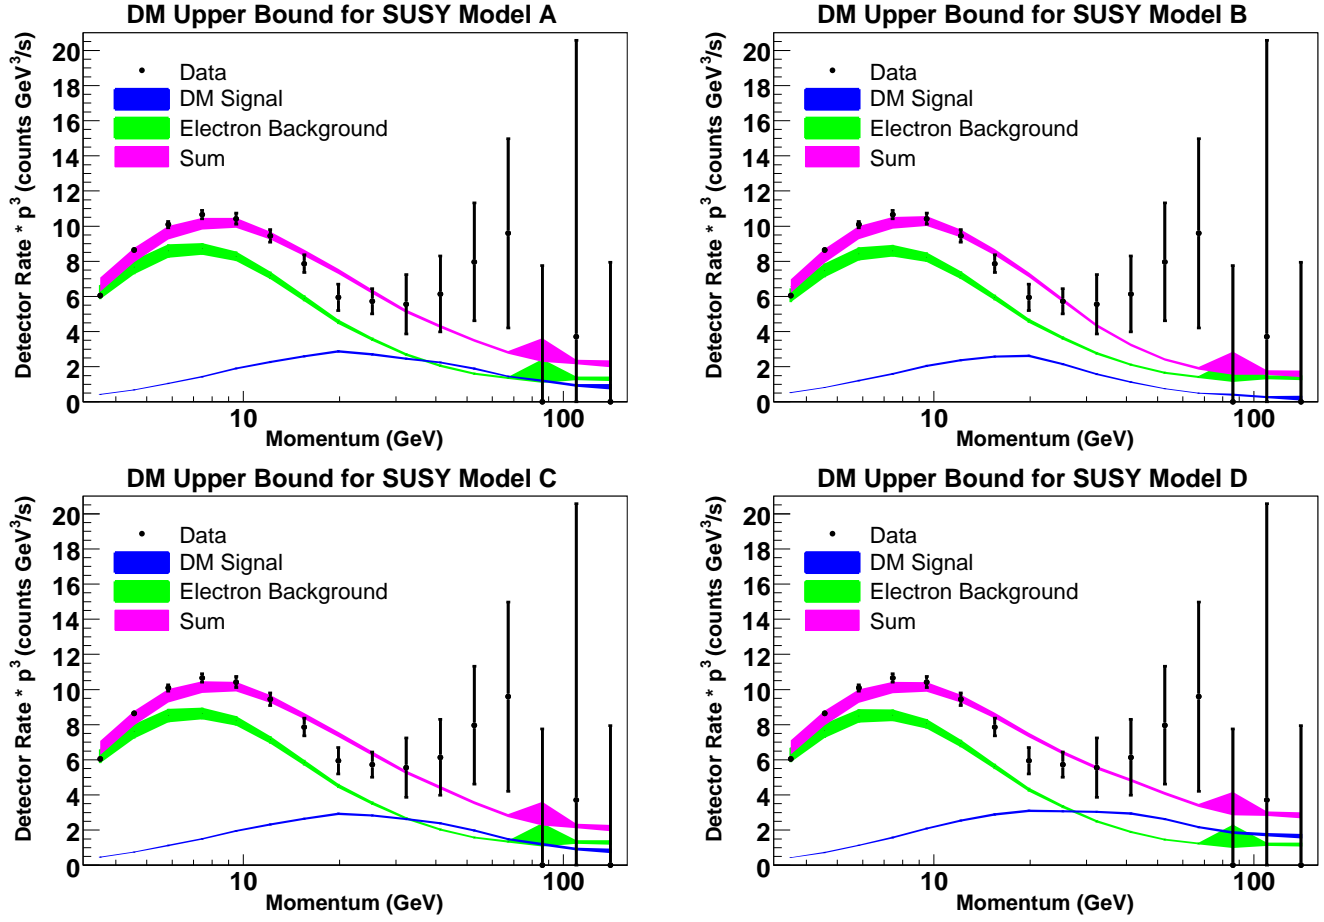 DM Upper Bound for SUSY Model A
Detector Rate * p³ (counts GeV³/s)
20
18
16
14
12
10
8
6
4
2
0
Data
DM Signal
Electron Background
Sum
10
100
Momentum (GeV)
DM Upper Bound for SUSY Model B
Detector Rate * p³ (counts GeV³/s)
20
18
16
14
12
10
8
6
4
2
0
Data
DM Signal
Electron Background
Sum
10
100
Momentum (GeV)
DM Upper Bound for SUSY Model C
Detector Rate * p³ (counts GeV³/s)
20
18
16
14
12
10
8
6
4
2
0
Data
DM Signal
Electron Background
Sum
10
100
Momentum (GeV)
DM Upper Bound for SUSY Model D
Detector Rate * p³ (counts GeV³/s)
20
18
16
14
12
10
8
6
4
2
0
Data
DM Signal
Electron Background
Sum
10
100
Momentum (GeV)